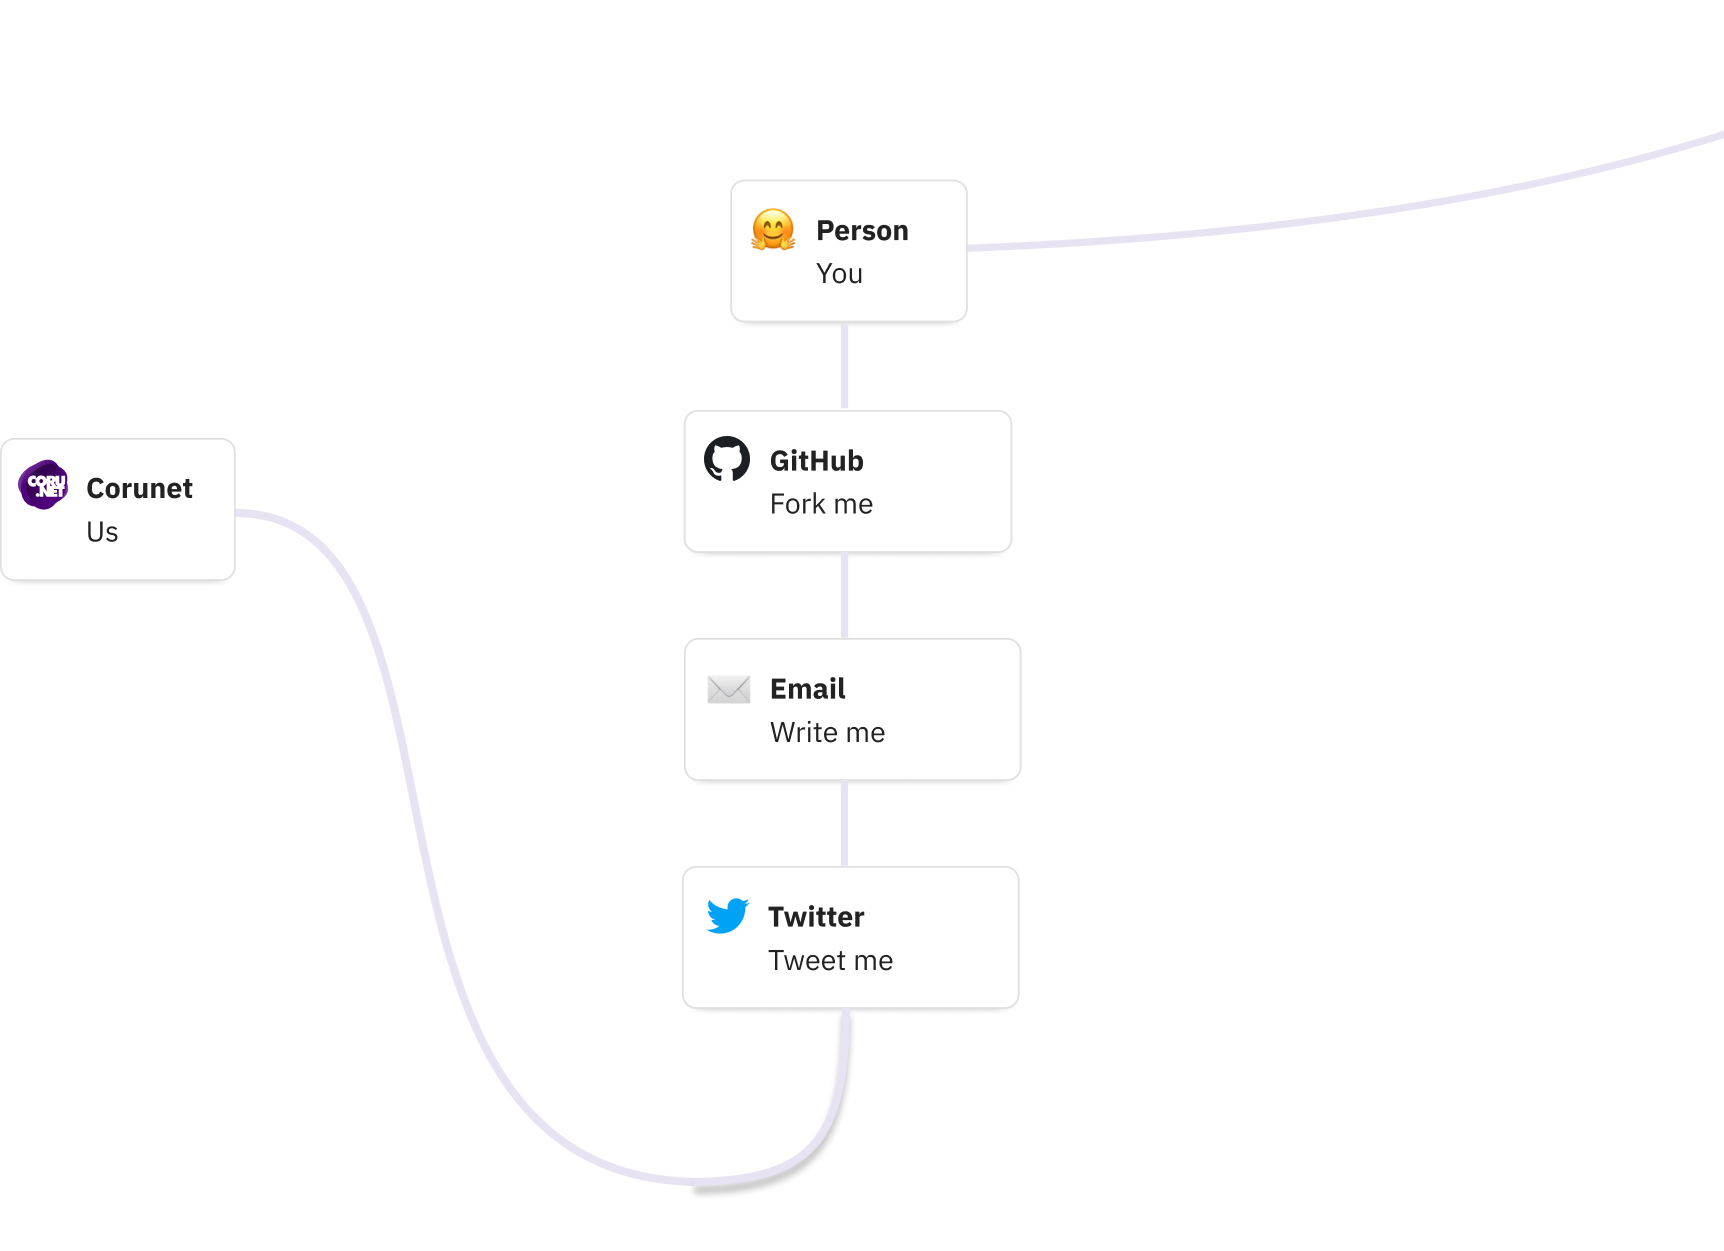 Person
You
GitHub
Fork me
CORU
.NET
Corunet
Us
Email
Write me
Twitter
Tweet me